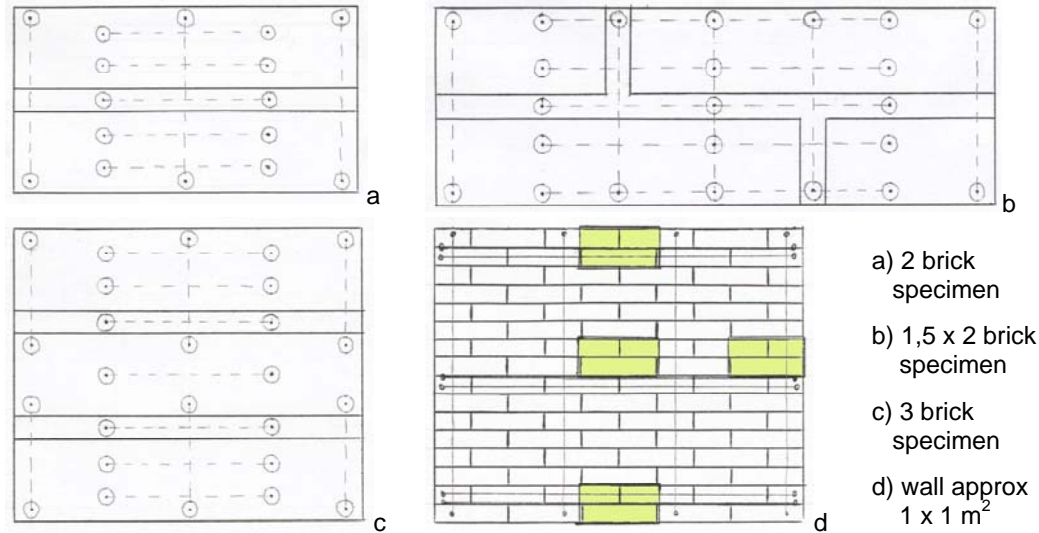 a
b
c
d
a) 2 brick
specimen
b) 1,5 x 2 brick
specimen
c) 3 brick
specimen
d) wall approx
1 x 1 m²